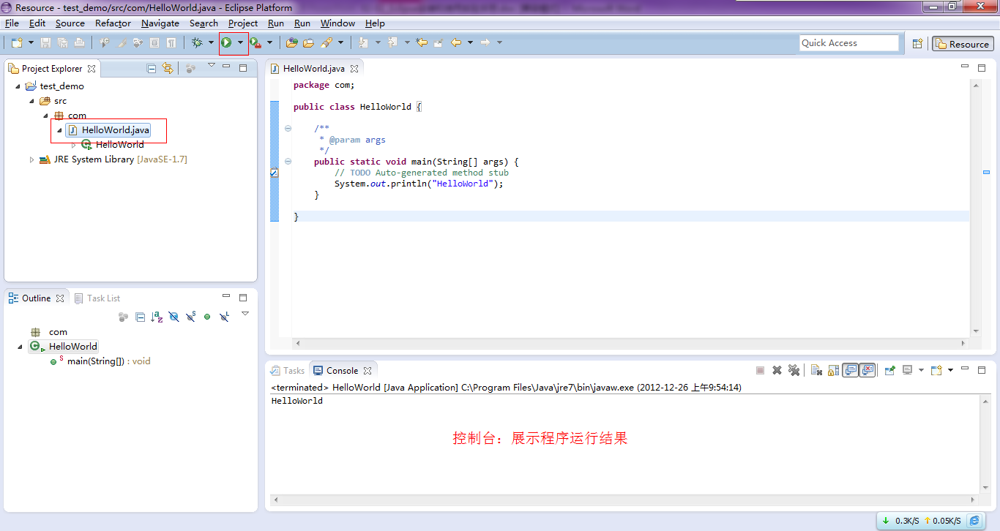 Resource - test_demo/src/com/HelloWorld.java - Eclipse Platform
File Edit Source Refactor Navigate Search Project Run Run Window Help
Quick Access
Resource
Project Explorer
test_demo
src
com
HelloWorld.java
HelloWorld
JRE System Library [JavaSE-1.7]
HelloWorld.java
package com;
public class HelloWorld {
/**
* @param args
*/
public static void main(String[] args) {
// TODO Auto-generated method stub
System.out.println("HelloWorld");
}
}
Outline Task List
com
HelloWorld
main(String[]) : void
Tasks Console
<terminated> HelloWorld [Java Application] C:\Program Files\Java\jre7\bin\javaw.exe (2012-12-26 上午9:54:14)
HelloWorld
控制台：展示程序运行结果
0.3K/S 0.05K/S